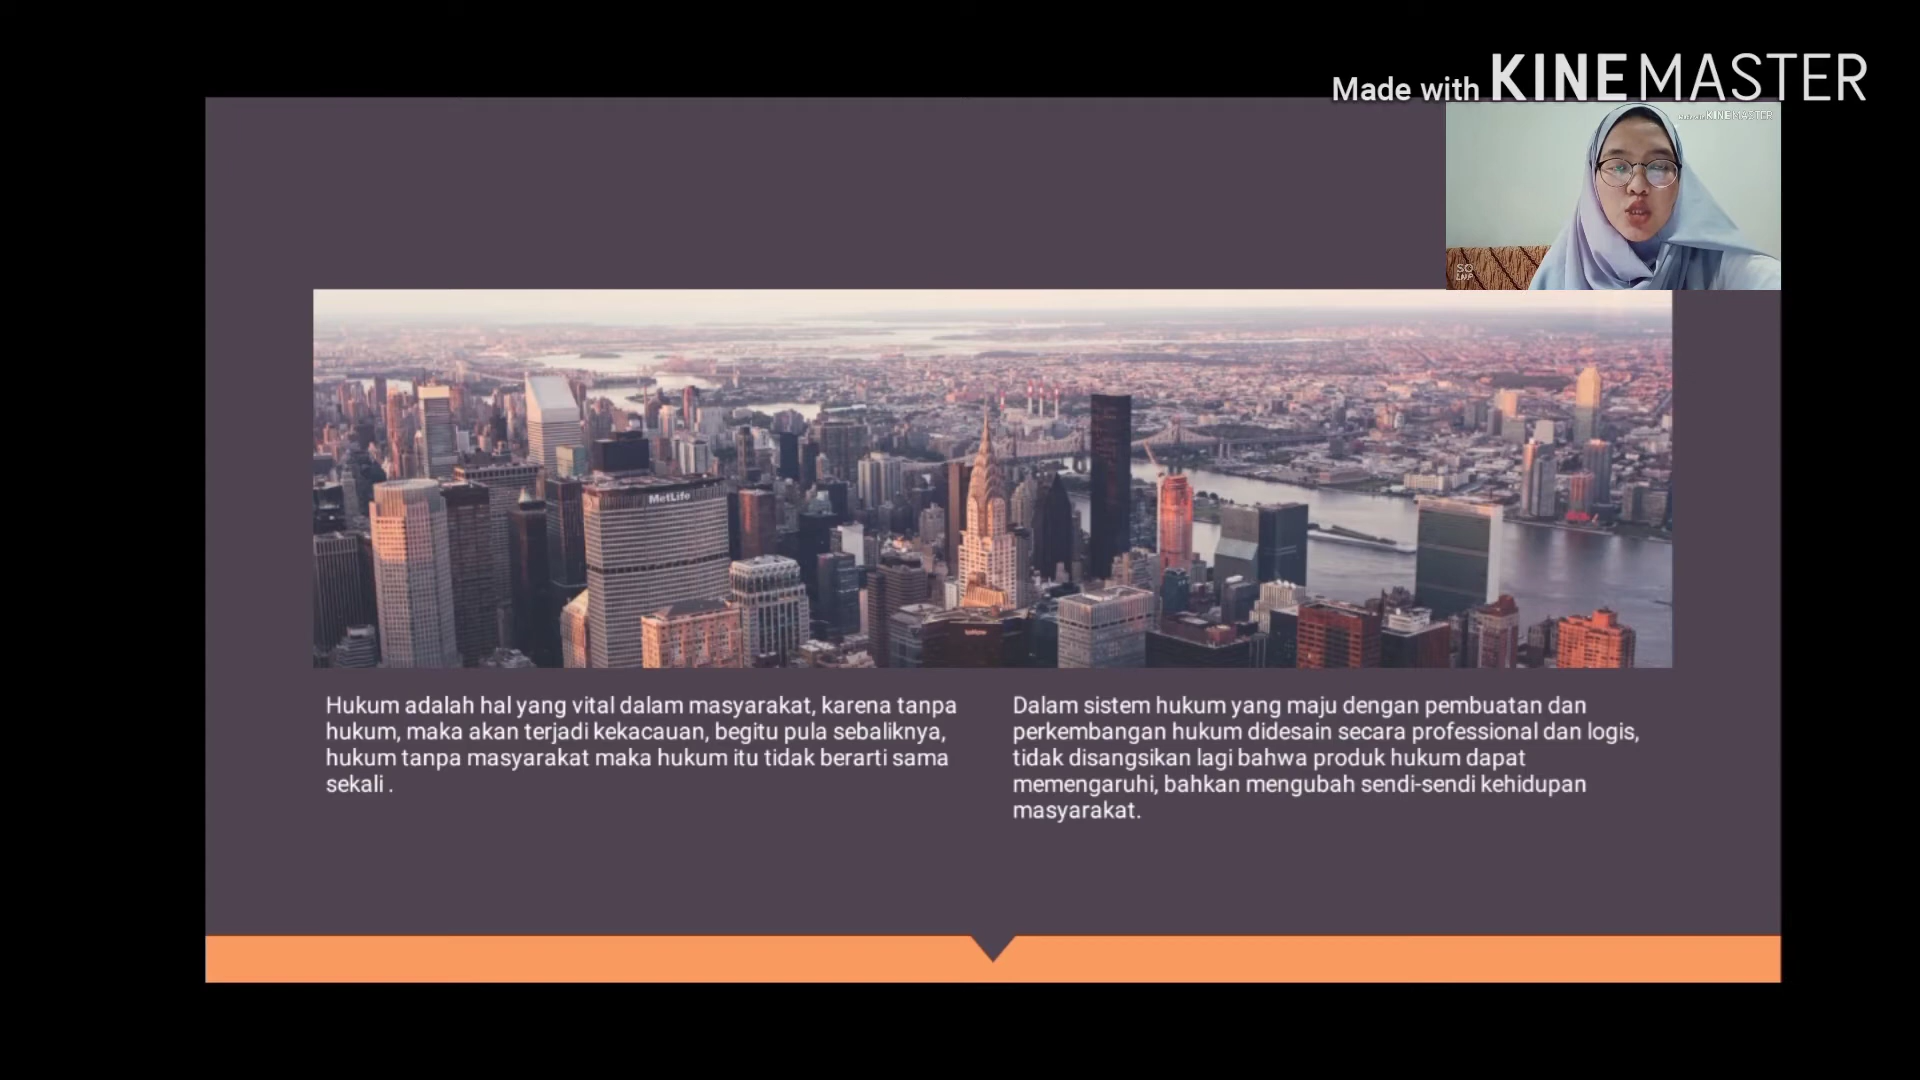 Made with KINEMASTER
KINEMASTER
SO
LMP
MetLife
Hukum adalah hal yang vital dalam masyarakat, karena tanpa
hukum, maka akan terjadi kekacauan, begitu pula sebaliknya,
hukum tanpa masyarakat maka hukum itu tidak berarti sama
sekali .
Dalam sistem hukum yang maju dengan pembuatan dan
perkembangan hukum didesain secara professional dan logis,
tidak disangsikan lagi bahwa produk hukum dapat
memengaruhi, bahkan mengubah sendi-sendi kehidupan
masyarakat.